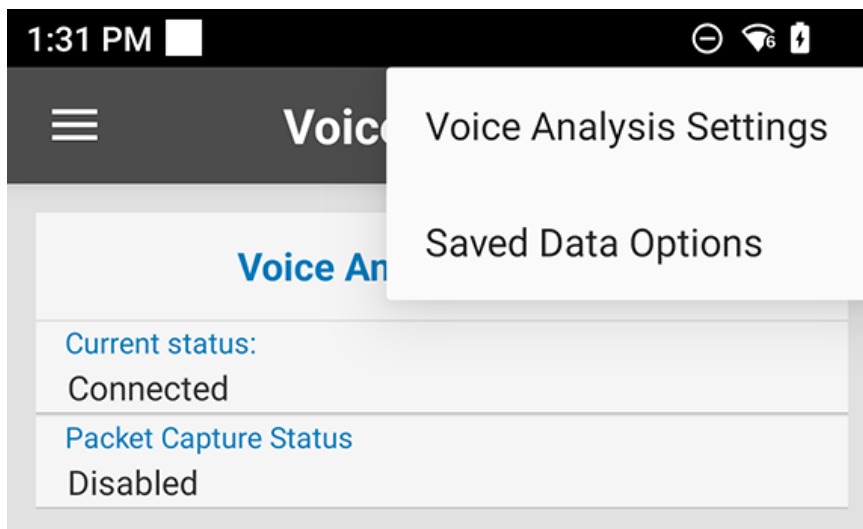 1:31 PM
6
Voic
Voice Analysis Settings
Saved Data Options
Voice An
Current status:
Connected
Packet Capture Status
Disabled